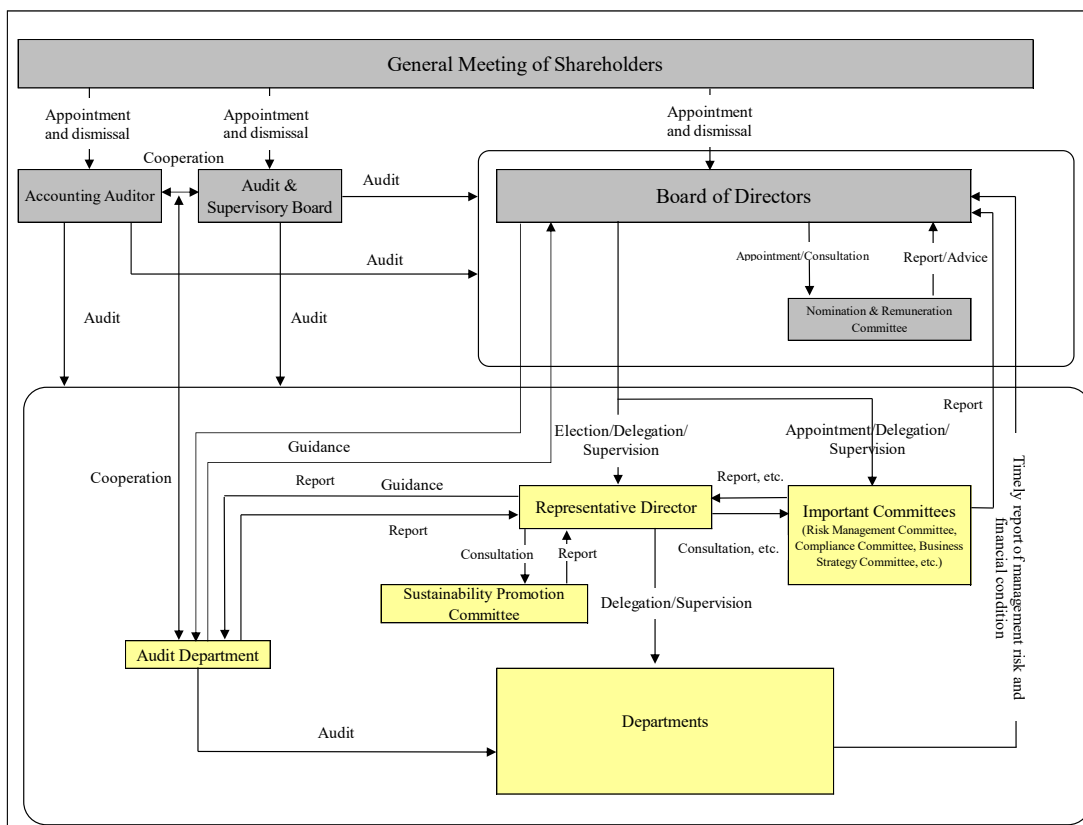 General Meeting of Shareholders
Appointment
and dismissal
Appointment
and dismissal
Appointment
and dismissal
Cooperation
Accounting Auditor
Audit &
Supervisory Board
Audit
Board of Directors
Audit
Appointment/Consultation
Report/Advice
Nomination & Remuneration
Committee
Audit
Audit
Report
Guidance
Election/Delegation/
Supervision
Appointment/Delegation/
Supervision
Cooperation
Report
Guidance
Report, etc.
Representative Director
Important Committees
(Risk Management Committee,
Compliance Committee, Business
Strategy Committee, etc.)
Report
Consultation
Report
Consultation, etc.
Timely report of management risk and
financial condition
Sustainability Promotion
Committee
Delegation/Supervision
Audit Department
Departments
Audit